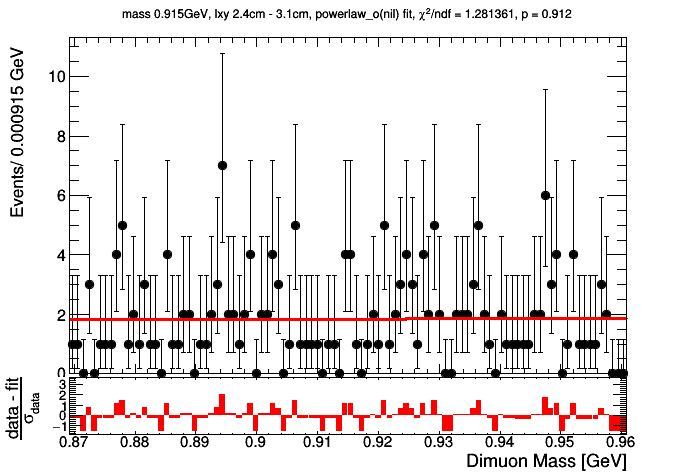 mass 0.915GeV, lxy 2.4cm - 3.1cm, powerlaw_o(nil) fit, χ²/ndf = 1.281361, p = 0.912
Events/ 0.000915 GeV
10
8
6
4
2
0
data - fit
σdata
3
2
1
0
−1
0.87 0.88 0.89 0.9 0.91 0.92 0.93 0.94 0.95 0.96
Dimuon Mass [GeV]